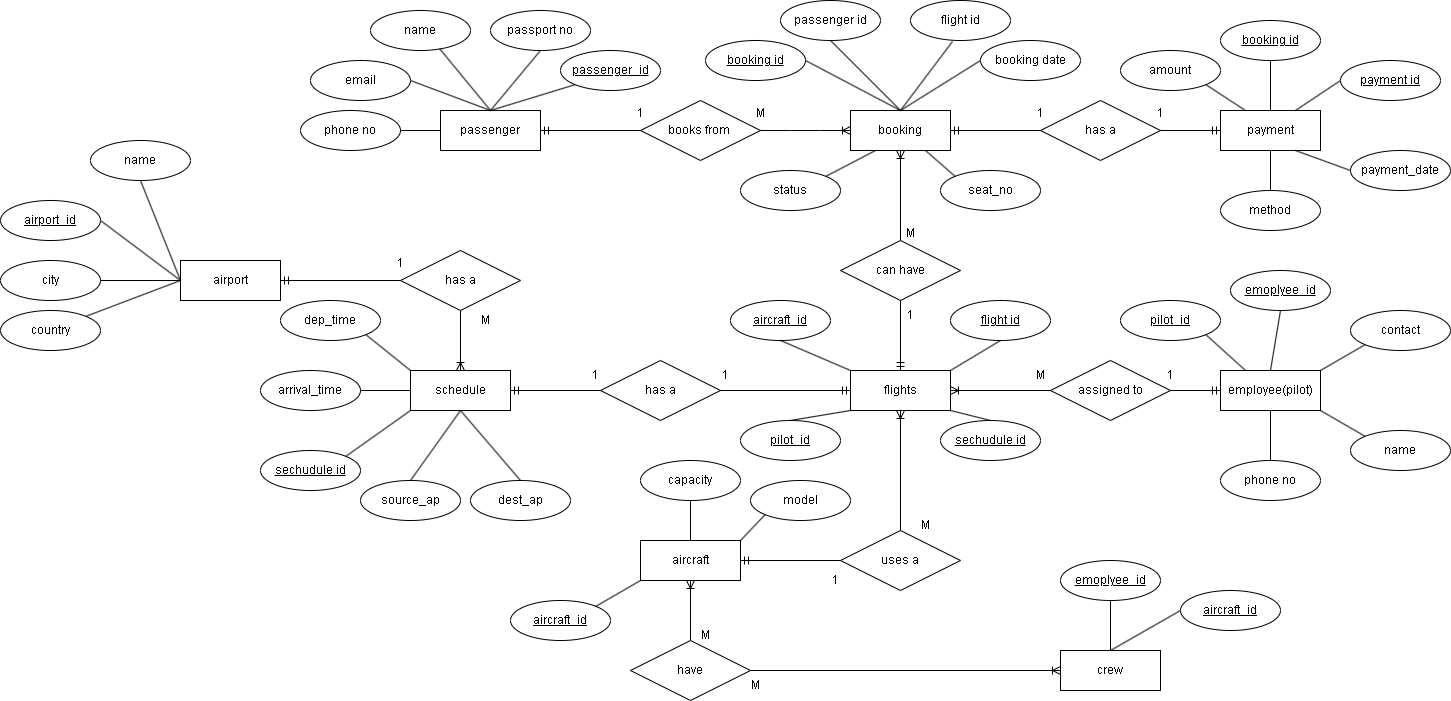 passenger id
flight id
name
passport no
booking id
passenger_id
booking id
booking date
amount
payment id
email
1
M
1
1
phone no
passenger
books from
booking
has a
payment
name
payment_date
status
seat_no
method
airport_id
M
1
can have
city
airport
has a
emoplyee_id
1
M
dep_time
aircraft_id
flight id
pilot_id
contact
country
1
1
M
1
arrival_time
schedule
has a
flights
assigned to
employee(pilot)
pilot_id
sechudule id
name
sechudule id
capacity
phone no
source_ap
dest_ap
model
M
aircraft
uses a
1
emoplyee_id
aircraft_id
aircraft_id
M
have
crew
M